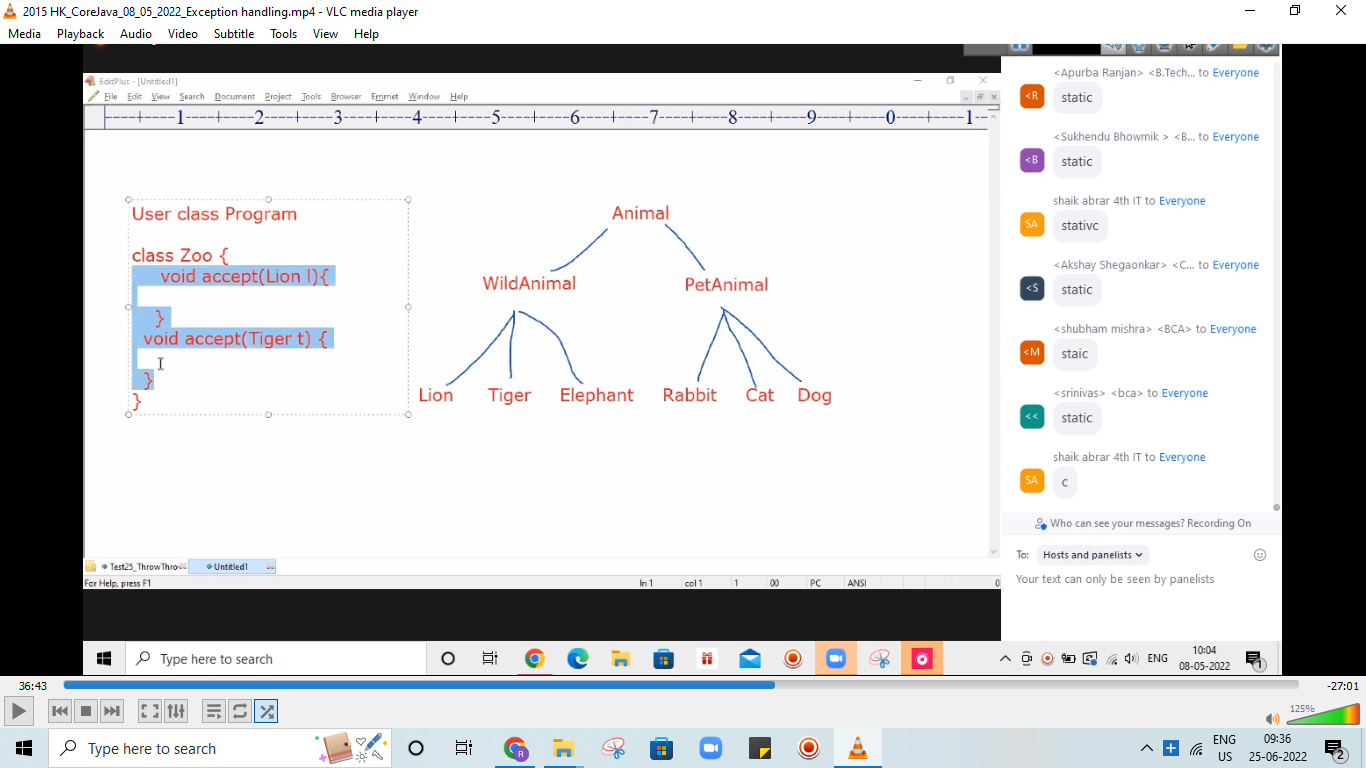 2015 HK_CoreJava_08_05_2022_Exception handling.mp4 - VLC media player
Media Playback Audio Video Subtitle Tools View Help
EditPlus - [Untitled1]
File Edit View Search Document Project Tools Browser Emmet Window Help
1 2 3 4 5 6 7 8 9 0 1
User class Program
class Zoo {
void accept(Lion l){
}
void accept(Tiger t) {
}
}
Animal
WildAnimal PetAnimal
Lion Tiger Elephant Rabbit Cat Dog
Test25_ThrowThro Untitled1
For Help, press F1 ln 1 col 1 1 00 PC ANSI 0
<Apurba Ranjan> <B.Tech... to Everyone
<R
static
<Sukhendu Bhowmik > <B... to Everyone
<B
static
shaik abrar 4th IT to Everyone
SA
stativc
<Akshay Shegaonkar> <C... to Everyone
<S
static
<shubham mishra> <BCA> to Everyone
<M
staic
<srinivas> <bca> to Everyone
<<
static
shaik abrar 4th IT to Everyone
SA
c
Who can see your messages? Recording On
To: Hosts and panelists
Your text can only be seen by panelists
Type here to search
ENG
10:04
08-05-2022
1
36:43 -27:01
125%
Type here to search
R
ENG
US
09:36
25-06-2022
2